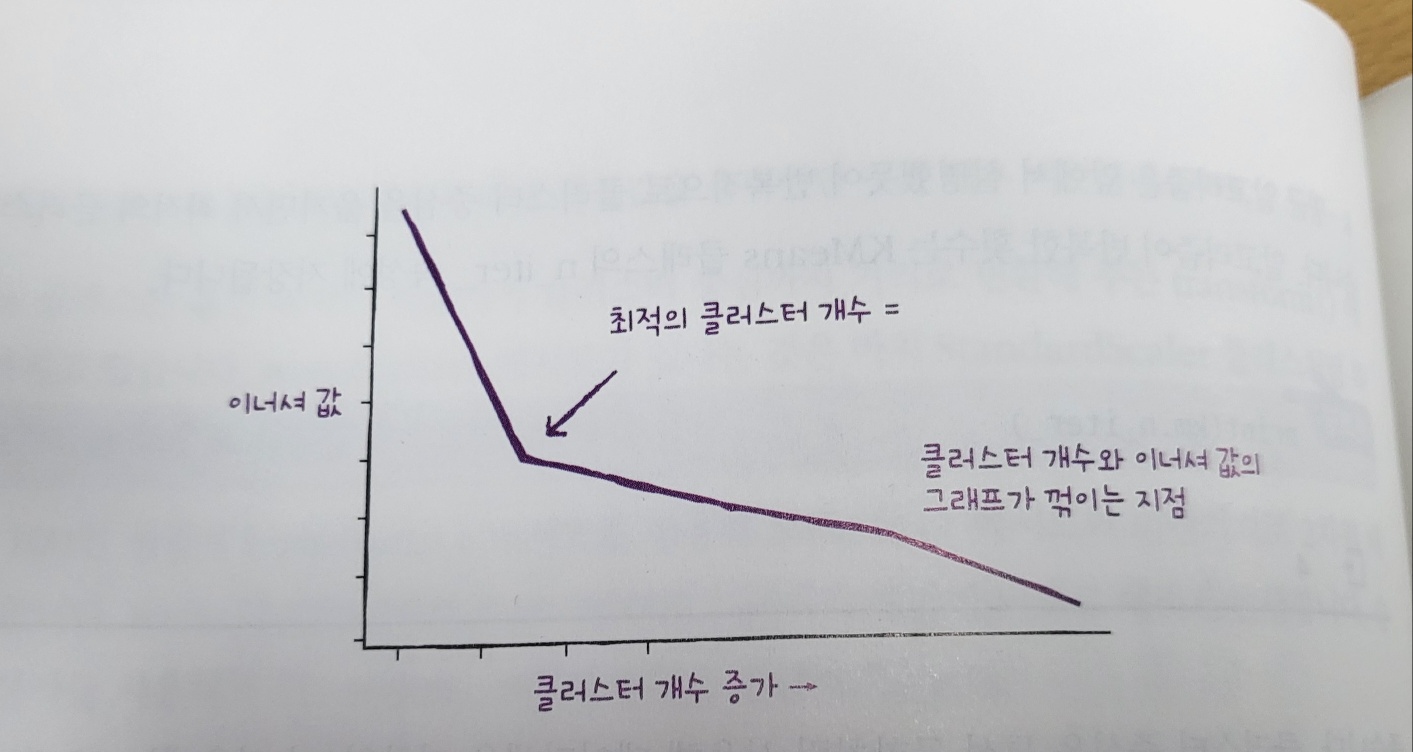 최적의 클러스터 개수 =
이너셔 값
클러스터 개수와 이너셔 값의
그래프가 꺾이는 지점
클러스터 개수 증가 →